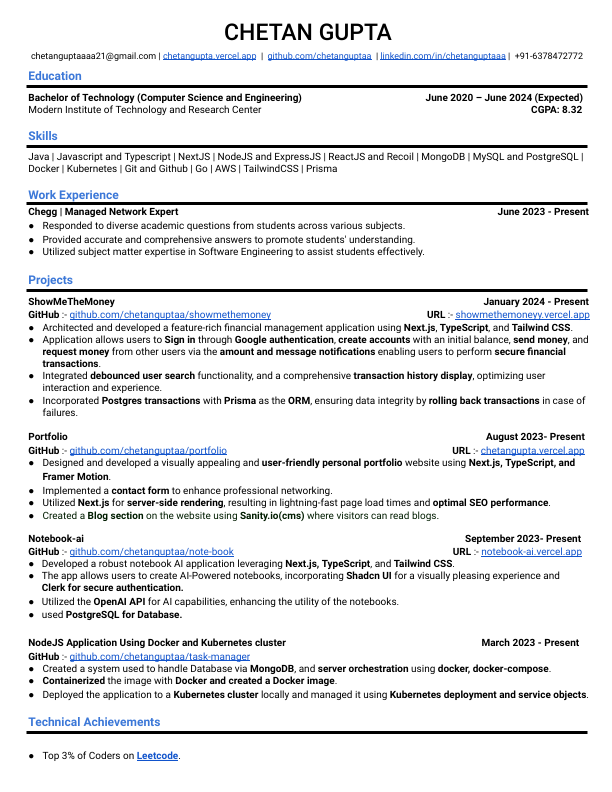 CHETAN GUPTA
chetanguptaaaa21@gmail.com | chetangupta.vercel.app | github.com/chetanguptaa | linkedin.com/in/chetanguptaaa | +91-6378472772
Education
Bachelor of Technology (Computer Science and Engineering) June 2020 – June 2024 (Expected)
Modern Institute of Technology and Research Center CGPA: 8.32
Skills
Java | Javascript and Typescript | NextJS | NodeJS and ExpressJS | ReactJS and Recoil | MongoDB | MySQL and PostgreSQL |
Docker | Kubernetes | Git and Github | Go | AWS | TailwindCSS | Prisma
Work Experience
Chegg | Managed Network Expert June 2023 - Present
● Responded to diverse academic questions from students across various subjects.
● Provided accurate and comprehensive answers to promote students' understanding.
● Utilized subject matter expertise in Software Engineering to assist students effectively.
Projects
ShowMeTheMoney January 2024 - Present
GitHub :- github.com/chetanguptaa/showmethemoney URL :- showmethemoneyy.vercel.app
● Architected and developed a feature-rich financial management application using Next.js, TypeScript, and Tailwind CSS.
● Application allows users to Sign in through Google authentication, create accounts with an initial balance, send money, and
request money from other users via the amount and message notifications enabling users to perform secure financial
transactions.
● Integrated debounced user search functionality, and a comprehensive transaction history display, optimizing user
interaction and experience.
● Incorporated Postgres transactions with Prisma as the ORM, ensuring data integrity by rolling back transactions in case of
failures.
Portfolio August 2023- Present
GitHub :- github.com/chetanguptaa/portfolio URL :- chetangupta.vercel.app
● Designed and developed a visually appealing and user-friendly personal portfolio website using Next.js, TypeScript, and
Framer Motion.
● Implemented a contact form to enhance professional networking.
● Utilized Next.js for server-side rendering, resulting in lightning-fast page load times and optimal SEO performance.
● Created a Blog section on the website using Sanity.io(cms) where visitors can read blogs.
Notebook-ai September 2023- Present
GitHub :- github.com/chetanguptaa/note-book URL :- notebook-ai.vercel.app
● Developed a robust notebook AI application leveraging Next.js, TypeScript, and Tailwind CSS.
● The app allows users to create AI-Powered notebooks, incorporating Shadcn UI for a visually pleasing experience and
Clerk for secure authentication.
● Utilized the OpenAI API for AI capabilities, enhancing the utility of the notebooks.
● used PostgreSQL for Database.
NodeJS Application Using Docker and Kubernetes cluster March 2023 - Present
GitHub :- github.com/chetanguptaa/task-manager
● Created a system used to handle Database via MongoDB, and server orchestration using docker, docker-compose.
● Containerized the image with Docker and created a Docker image.
● Deployed the application to a Kubernetes cluster locally and managed it using Kubernetes deployment and service objects.
Technical Achievements
● Top 3% of Coders on Leetcode.